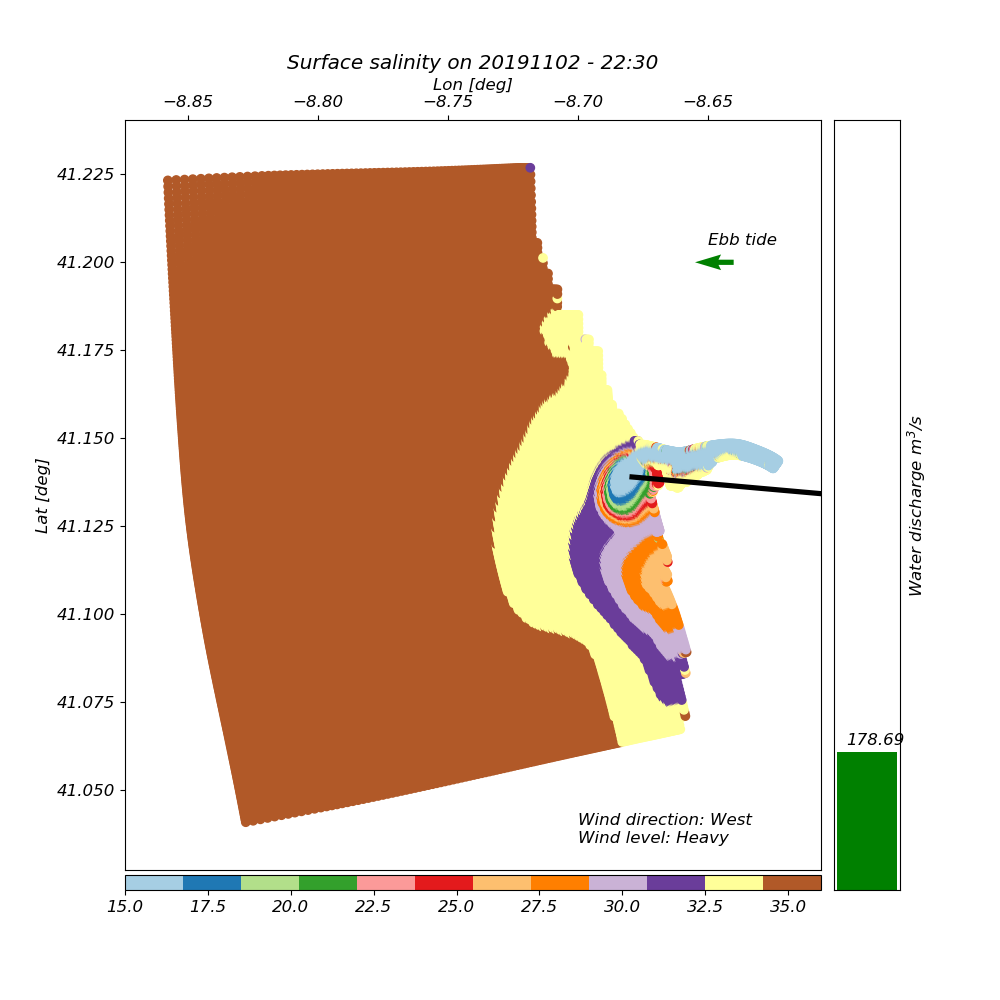 Surface salinity on 20191102 - 22:30
Lon [deg]
−8.85 −8.80 −8.75 −8.70 −8.65
41.225
41.200
41.175
41.150
41.125
41.100
41.075
41.050
Lat [deg]
Ebb tide
Water discharge m³/s
178.69
Wind direction: West
Wind level: Heavy
15.0 17.5 20.0 22.5 25.0 27.5 30.0 32.5 35.0